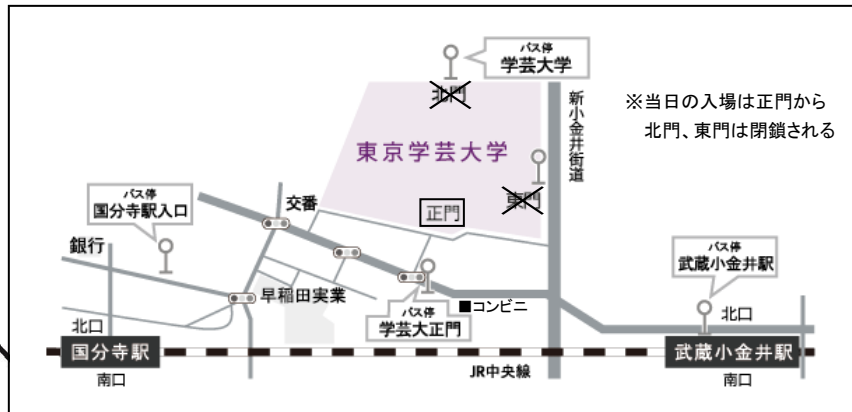 バス停
学芸大学
北門
※当日の入場は正門から
北門、東門は閉鎖される
新小金井街道
東京学芸大学
東門
正門
バス停
国分寺駅入口
交番
銀行
バス停
武蔵小金井駅
早稲田実業
■コンビニ
バス停
学芸大正門
北口
国分寺駅
南口
北口
武蔵小金井駅
南口
JR中央線